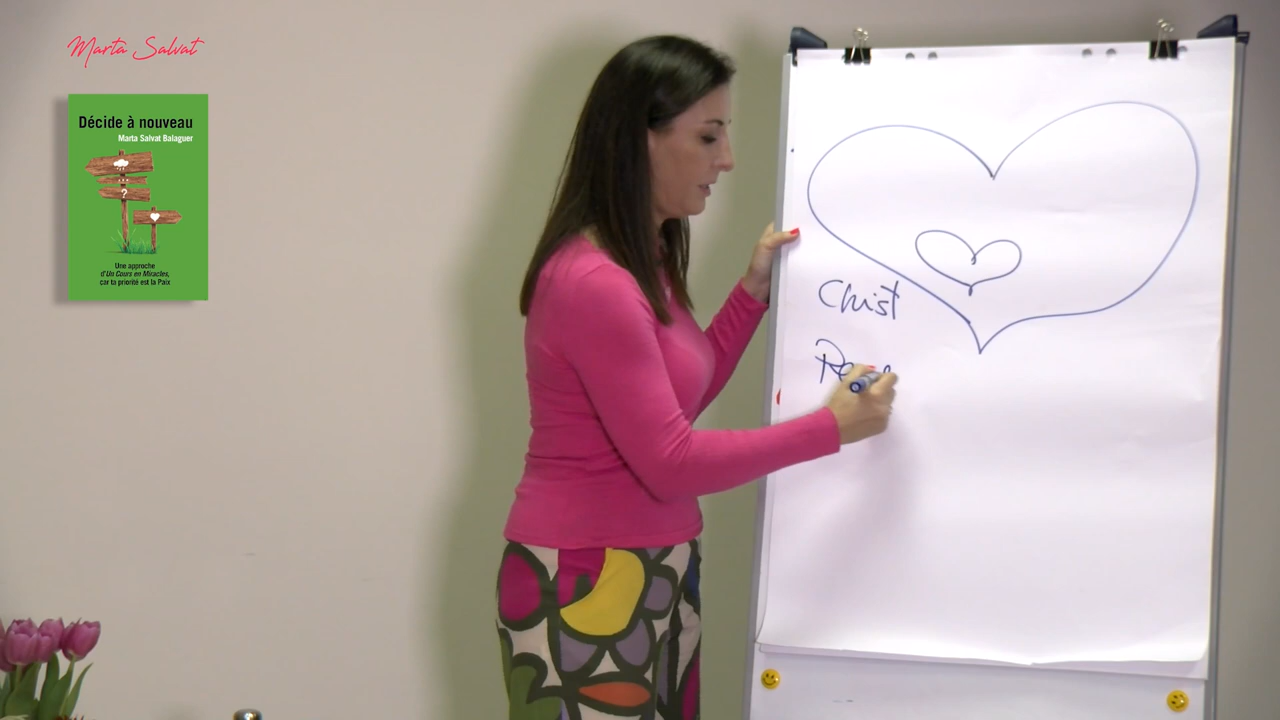 Marta Salvat
Décide à nouveau
Marta Salvat Balaguer
?
Une approche
d'Un Cours en Miracles,
car ta priorité est la Paix
Christ